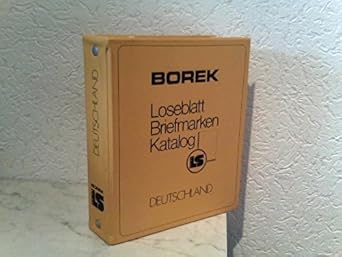 BOREK
Loseblatt
Briefmarken
Katalog
LS
DEUTSCHLAND
DEUTSCHLAND
LS